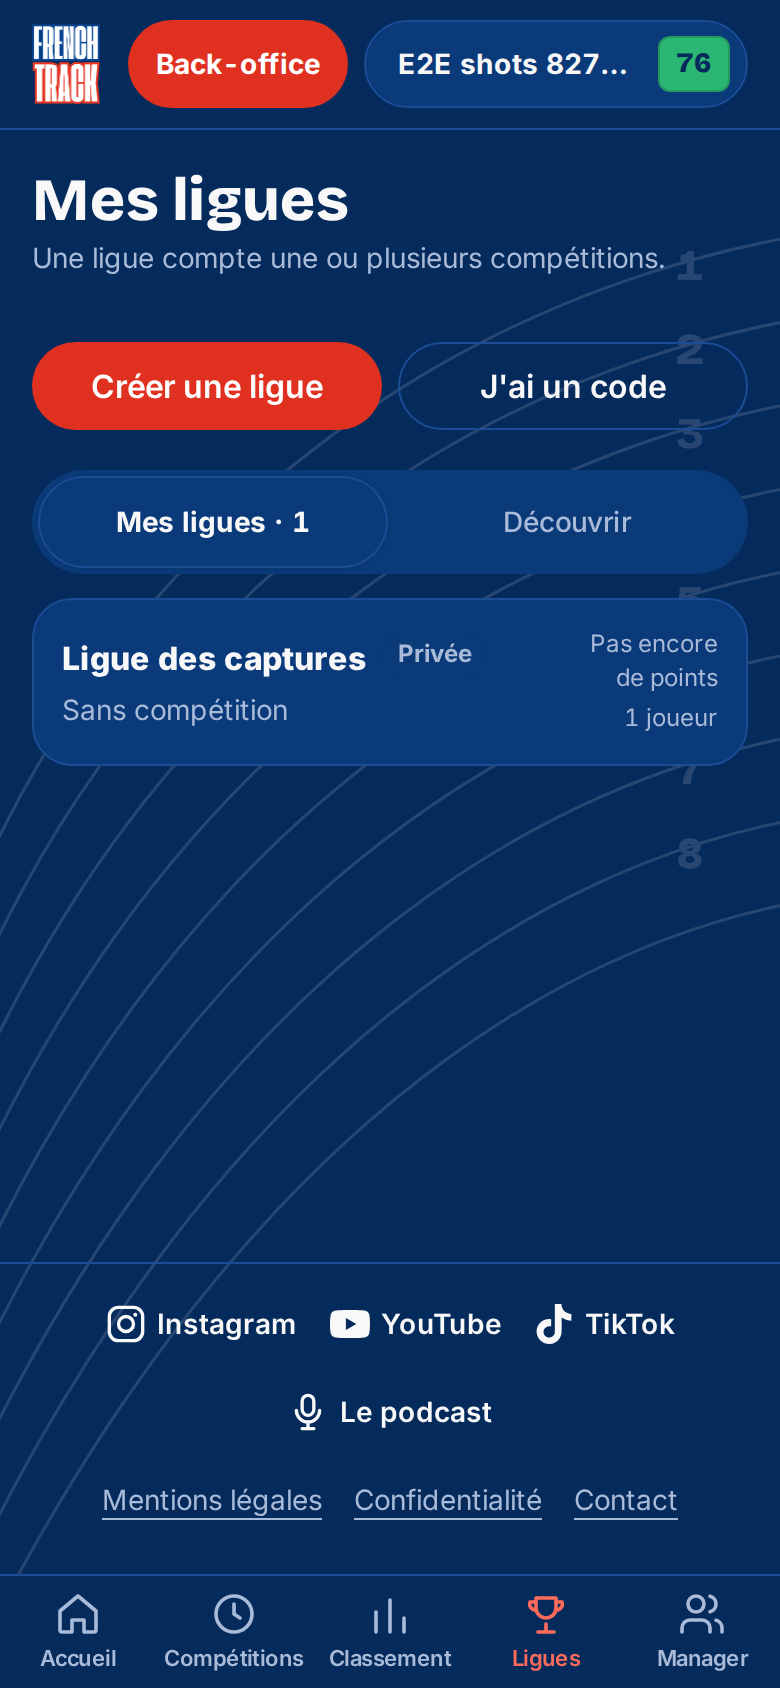 FRENCH
TRACK
Back-office
E2E shots 827...
76
Mes ligues
Une ligue compte une ou plusieurs compétitions.
1
2
Créer une ligue
J'ai un code
3
Mes ligues · 1
Découvrir
5
Ligue des captures
Privée
Pas encore
de points
Sans compétition
1 joueur
7
8
Instagram
YouTube
TikTok
Le podcast
Mentions légales
Confidentialité
Contact
Accueil
Compétitions
Classement
Ligues
Manager